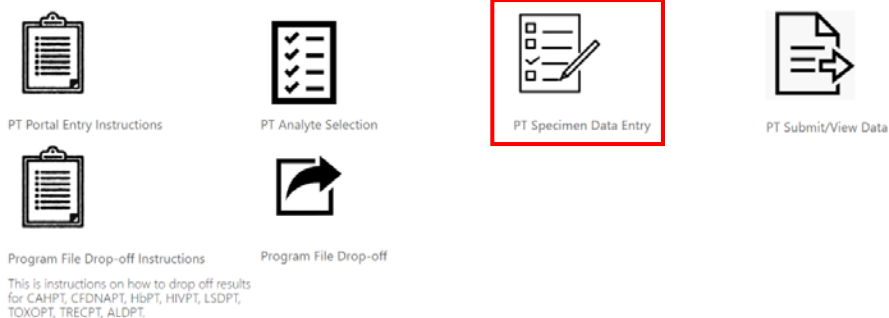 PT Portal Entry Instructions
PT Analyte Selection
PT Specimen Data Entry
PT Submit/View Data
Program File Drop-off Instructions
Program File Drop-off
This is instructions on how to drop off results
for CAHPT, CFDNAPT, HbPT, HIVPT, LSDPT,
TOXOPT, TRECPT, ALDPT.